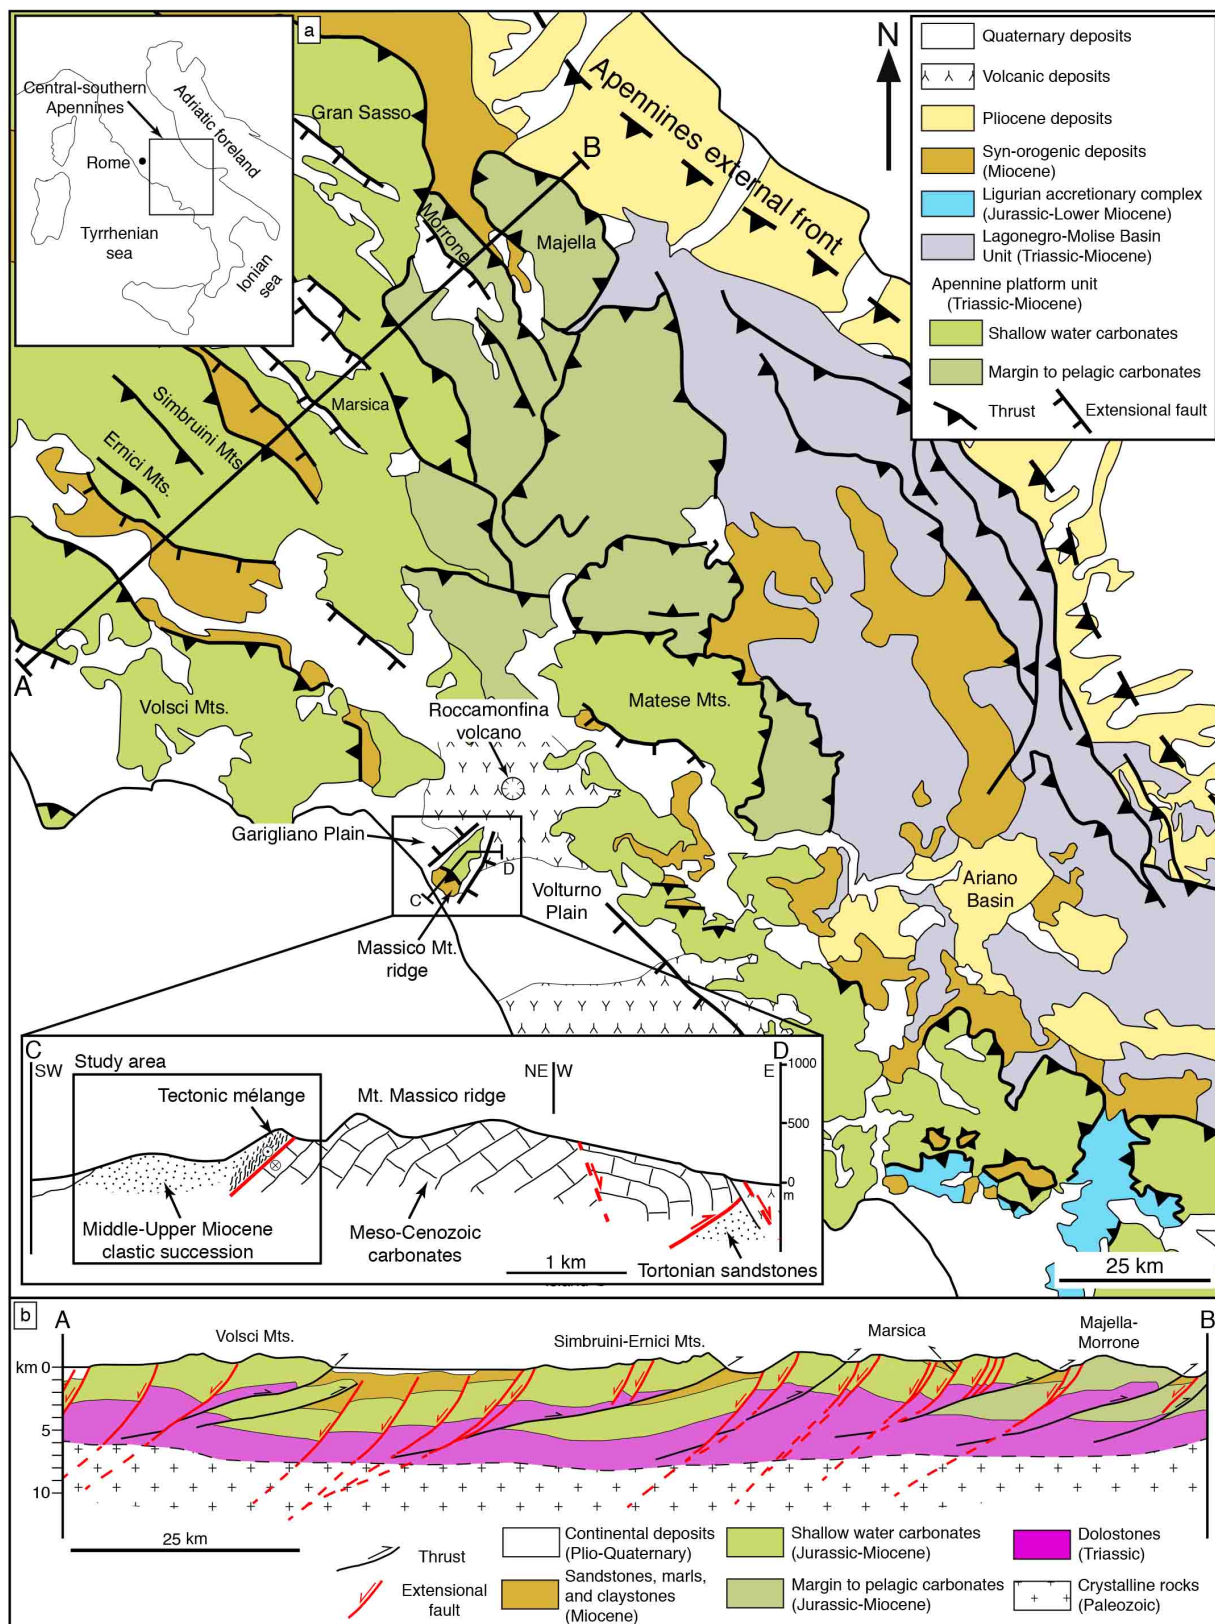 a
Central-southern
Apennines
Adriatic foreland
Rome
Tyrrhenian
sea
Ionian
sea
N
Quaternary deposits
Volcanic deposits
Pliocene deposits
Syn-orogenic deposits
(Miocene)
Ligurian accretionary complex
(Jurassic-Lower Miocene)
Lagonegro-Molise Basin
Unit (Triassic-Miocene)
Apennine platform unit
(Triassic-Miocene)
Shallow water carbonates
Margin to pelagic carbonates
Thrust
Extensional fault
Apennines external front
Gran Sasso
B
Morrone
Majella
Marsica
Simbruini Mts.
Ernici Mts.
A
Volsci Mts.
Roccamonfina
volcano
Matese Mts.
Garigliano Plain
C
D
Volturno
Plain
Massico Mt.
ridge
Ariano
Basin
C
SW
Study area
Tectonic mélange
Mt. Massico ridge
NE
W
D
E
1000
500
0
m
Middle-Upper Miocene
clastic succession
Meso-Cenozoic
carbonates
1 km
Tortonian sandstones
25 km
b
A
Volsci Mts.
Simbruini-Ernici Mts.
Marsica
Majella-
Morrone
B
km 0
5
10
25 km
Thrust
Extensional
fault
Continental deposits
(Plio-Quaternary)
Sandstones, marls,
and claystones
(Miocene)
Shallow water carbonates
(Jurassic-Miocene)
Margin to pelagic carbonates
(Jurassic-Miocene)
Dolostones
(Triassic)
Crystalline rocks
(Paleozoic)